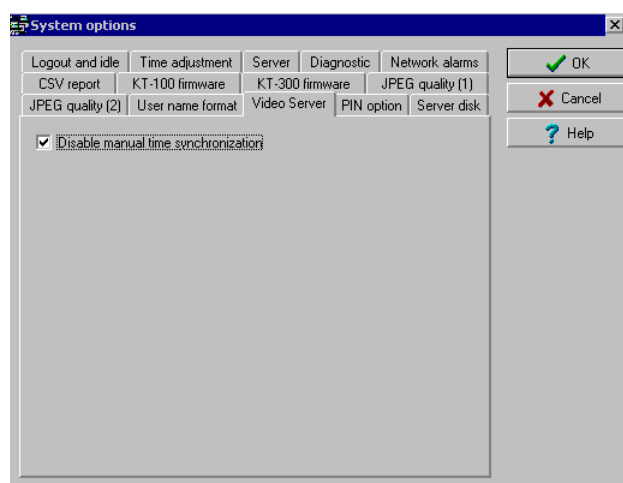 System options
Logout and idle Time adjustment Server Diagnostic Network alarms
CSV report KT-100 firmware KT-300 firmware JPEG quality (1)
JPEG quality (2) User name format Video Server PIN option Server disk
Disable manual time synchronization
OK
Cancel
Help